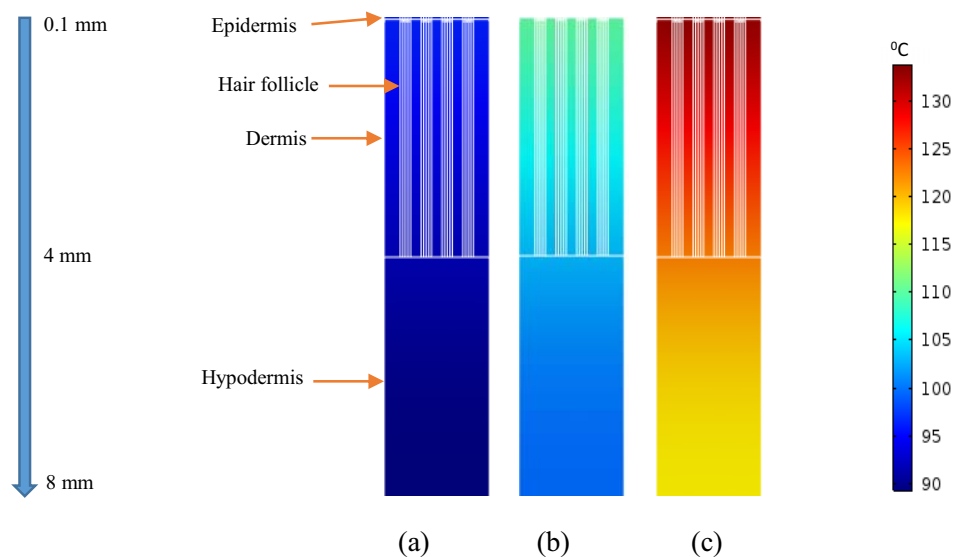 0.1 mm
4 mm
8 mm
Epidermis
Hair follicle
Dermis
Hypodermis
⁰C
130
125
120
115
110
105
100
95
90
(a)
(b)
(c)